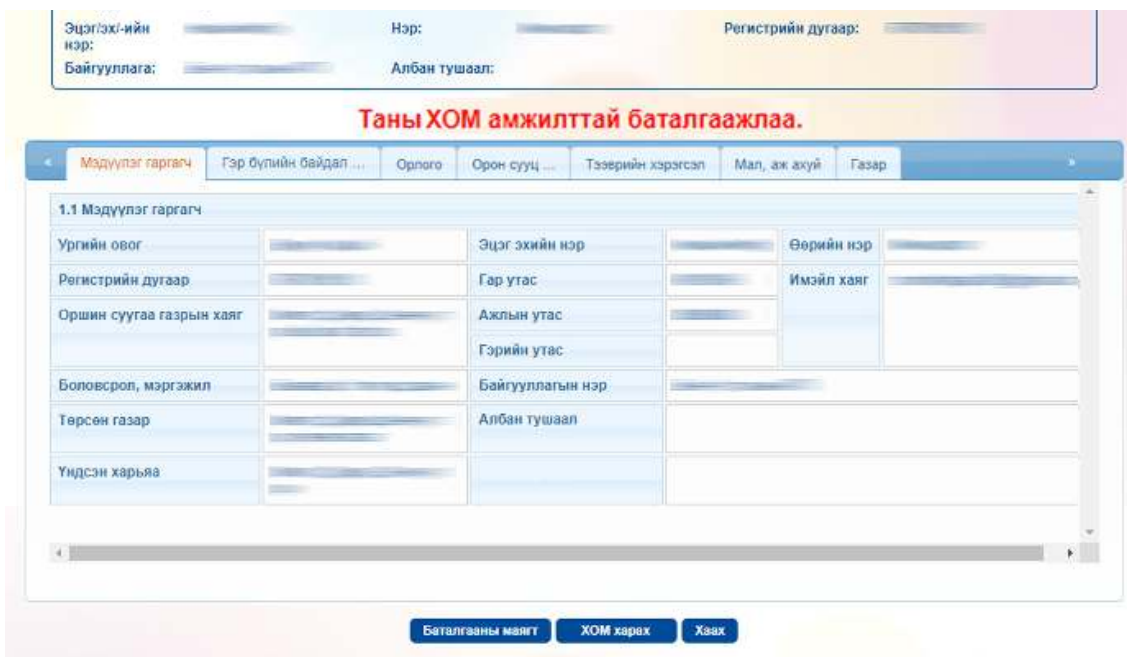 Эцэг/эх/-ийн нэр:
Нэр:
Регистрийн дугаар:
Байгууллага:
Албан тушаал:
Таны ХОМ амжилттай баталгаажлаа.
Мэдүүлэг гаргагч
Гэр бүлийн байдал ...
Орлого
Орон сууц ...
Тээврийн хэрэгсэл
Мал, аж ахуй
Газар
1.1 Мэдүүлэг гаргагч
Ургийн овог
Эцэг эхийн нэр
Өөрийн нэр
Регистрийн дугаар
Гар утас
Имэйл хаяг
Оршин суугаа газрын хаяг
Ажлын утас
Гэрийн утас
Боловсрол, мэргэжил
Байгууллагын нэр
Төрсөн газар
Албан тушаал
Үндсэн харьяа
Баталгааны маягт
ХОМ харах
Хаах